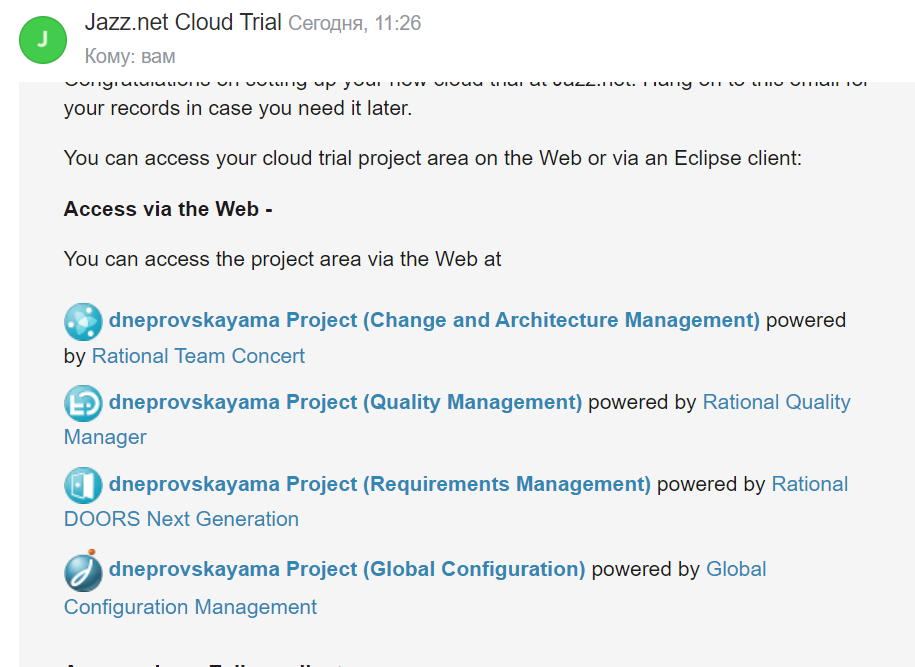 Jazz.net Cloud Trial Сегодня, 11:26
J
Кому: вам
Congratulations on setting up your new cloud trial at Jazz.net. Hang on to this email for
your records in case you need it later.
You can access your cloud trial project area on the Web or via an Eclipse client:
Access via the Web -
You can access the project area via the Web at
dneprovskayama Project (Change and Architecture Management) powered
by Rational Team Concert
dneprovskayama Project (Quality Management) powered by Rational Quality
Manager
dneprovskayama Project (Requirements Management) powered by Rational
DOORS Next Generation
dneprovskayama Project (Global Configuration) powered by Global
Configuration Management